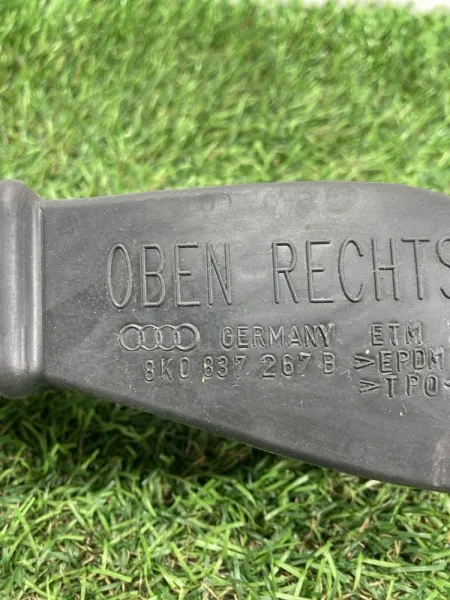 OBEN RECHTS
GERMANY ETM
8K0 837 267 B >EPDM
>TPO<